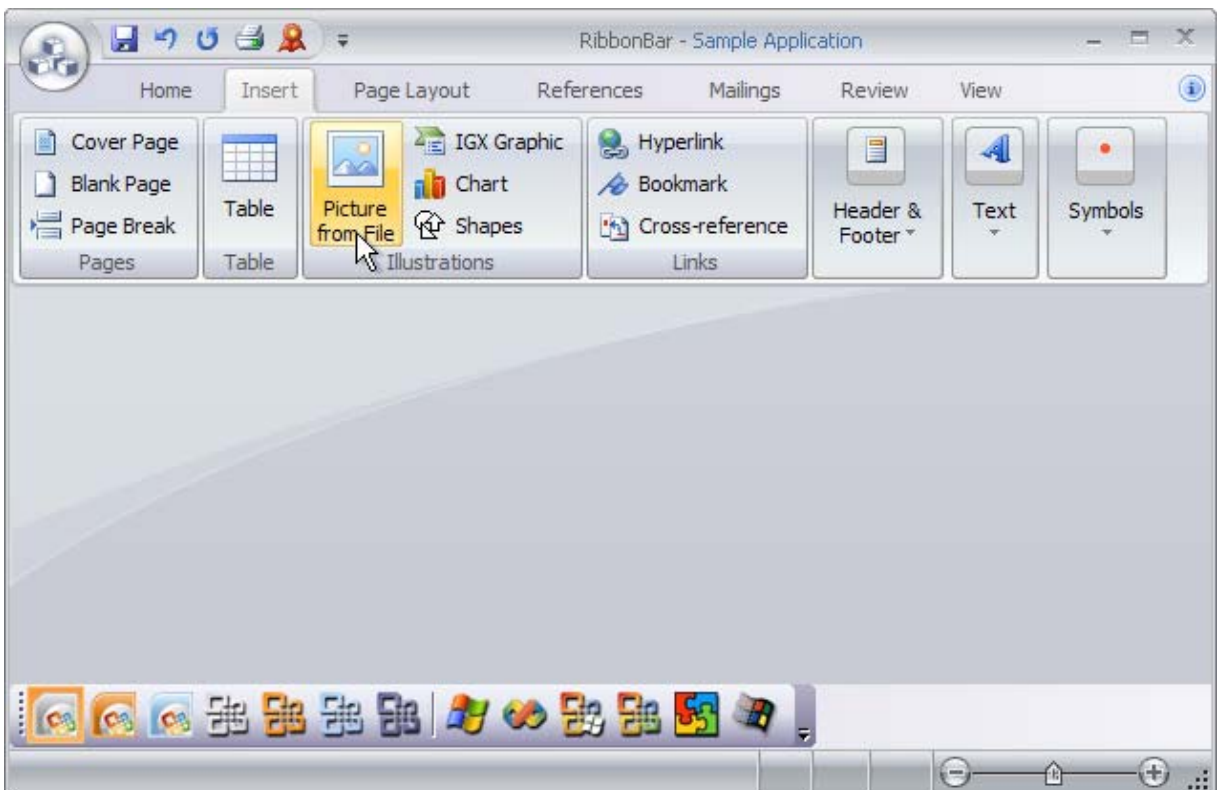 RibbonBar - Sample Application
Home Insert Page Layout References Mailings Review View
Cover Page
Blank Page
Page Break
Pages
Table
Table
Picture
from File
IGX Graphic
Chart
Shapes
Illustrations
Hyperlink
Bookmark
Cross-reference
Links
Header &
Footer
Text
Symbols